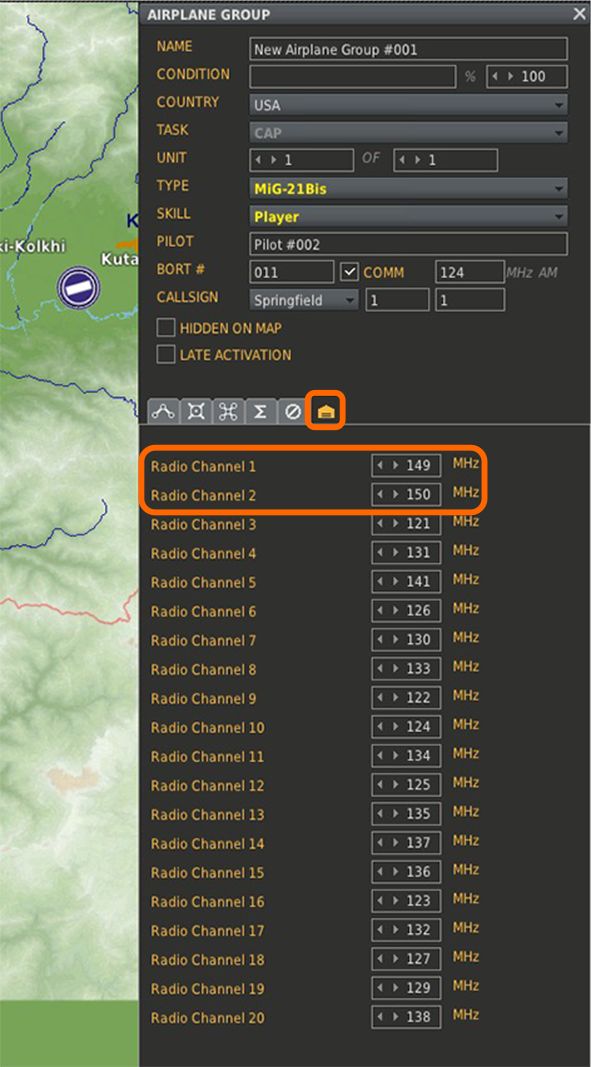 AIRPLANE GROUP
NAME New Airplane Group #001
CONDITION % 100
COUNTRY USA
TASK CAP
UNIT 1 OF 1
TYPE MiG-21Bis
SKILL Player
PILOT Pilot #002
BORT # 011 COMM 124 MHz AM
CALLSIGN Springfield 1 1
HIDDEN ON MAP
LATE ACTIVATION
K
ki-Kolkhi
Kuta
Radio Channel 1 149 MHz
Radio Channel 2 150 MHz
Radio Channel 3 121 MHz
Radio Channel 4 131 MHz
Radio Channel 5 141 MHz
Radio Channel 6 126 MHz
Radio Channel 7 130 MHz
Radio Channel 8 133 MHz
Radio Channel 9 122 MHz
Radio Channel 10 124 MHz
Radio Channel 11 134 MHz
Radio Channel 12 125 MHz
Radio Channel 13 135 MHz
Radio Channel 14 137 MHz
Radio Channel 15 136 MHz
Radio Channel 16 123 MHz
Radio Channel 17 132 MHz
Radio Channel 18 127 MHz
Radio Channel 19 129 MHz
Radio Channel 20 138 MHz